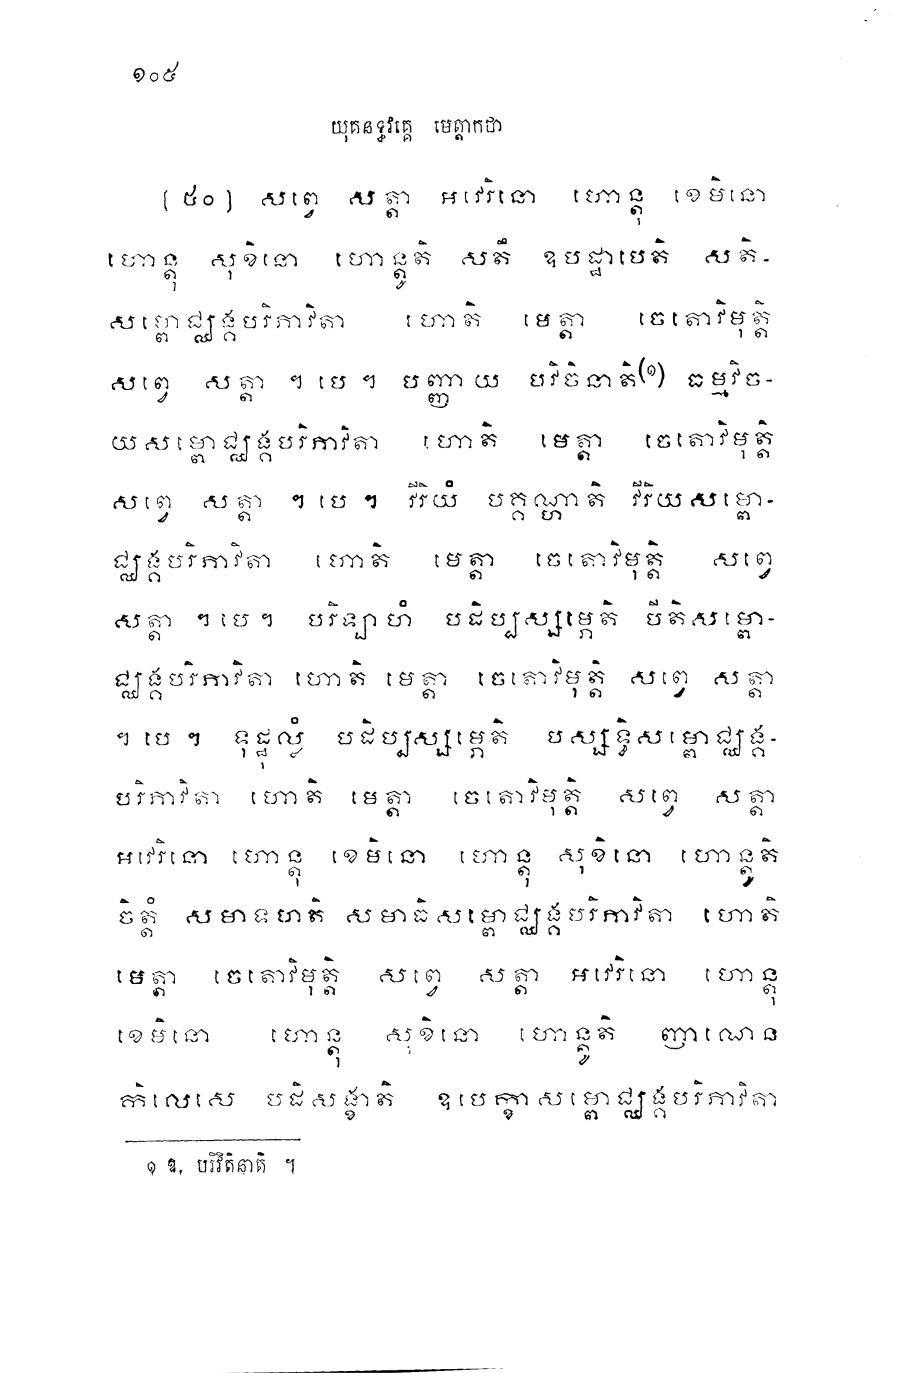 ១០៥
យុគនទ្ធវគ្គេ មេត្តាកថា
[៥០] សព្វេ សត្តា អវេរិនោ ហោន្តុ ខេមិនោ
ហោន្តុ សុខិនោ ហោន្តូតិ សតឹ ឧបដ្ឋាបេតិ សតិ-
សម្ពោជ្ឈង្គបរិភាវិតា ហោតិ មេត្តា ចេតោវិមុត្តិ
សព្វេ សត្តា ។ បេ ។ បញ្ញាយ បវិចិនាតិ(១) ធម្មវិច-
យសម្ពោជ្ឈង្គបរិភាវិតា ហោតិ មេត្តា ចេតោវិមុត្តិ
សព្វេ សត្តា ។ បេ ។ វីរិយំ បគ្គណ្ហាតិ វីរិយសម្ពោ-
ជ្ឈង្គបរិភាវិតា ហោតិ មេត្តា ចេតោវិមុត្តិ សព្វេ
សត្តា ។ បេ ។ បរិឡាហំ បដិប្បស្សម្ភេតិ បីតិសម្ពោ-
ជ្ឈង្គបរិភាវិតា ហោតិ មេត្តា ចេតោវិមុត្តិ សព្វេ សត្តា
។ បេ ។ ទុដ្ឋុល្លំ បដិប្បស្សម្ភេតិ បស្សទ្ធិសម្ពោជ្ឈង្គ-
បរិភាវិតា ហោតិ មេត្តា ចេតោវិមុត្តិ សព្វេ សត្តា
អវេរិនោ ហោន្តុ ខេមិនោ ហោន្តុ សុខិនោ ហោន្តូតិ
ចិត្តំ សមាទហតិ សមាធិសម្ពោជ្ឈង្គបរិភាវិតា ហោតិ
មេត្តា ចេតោវិមុត្តិ សព្វេ សត្តា អវេរិនោ ហោន្តុ
ខេមិនោ ហោន្តុ សុខិនោ ហោន្តូតិ ញាណេន
កិលេសេ បដិសង្ខាតិ ឧបេក្ខាសម្ពោជ្ឈង្គបរិភាវិតា
១ ឱ. បរិវិតិនាតិ ។